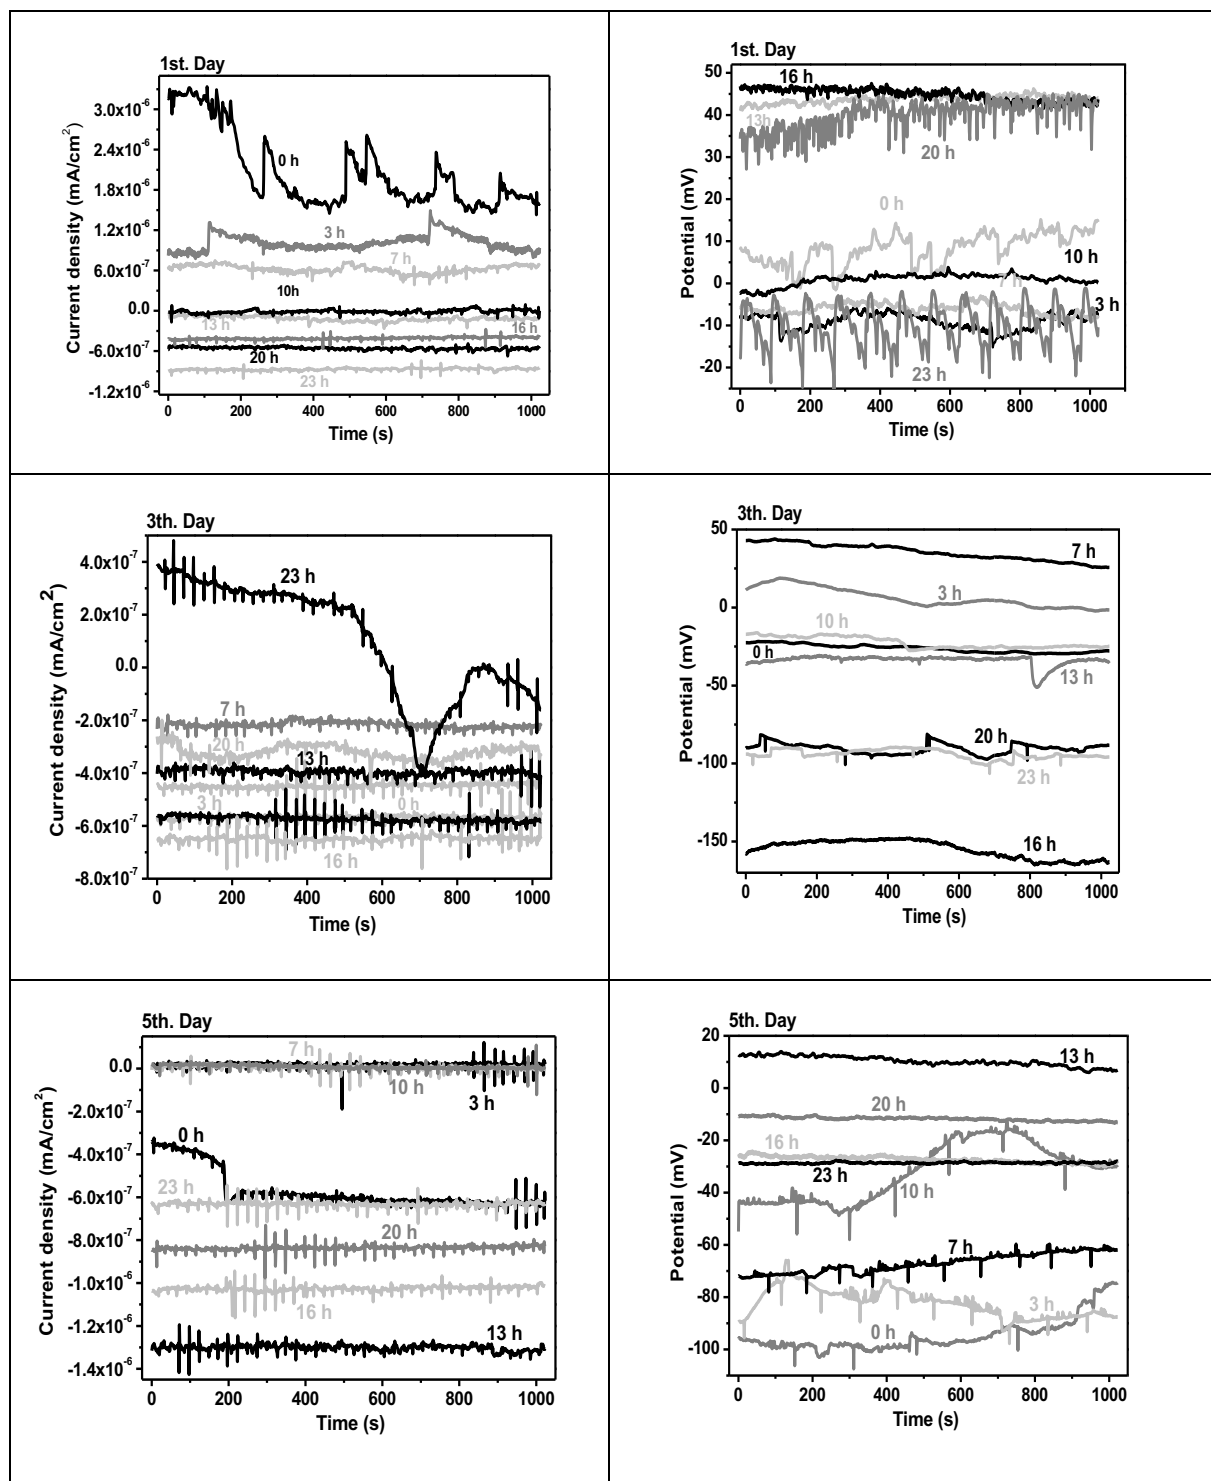 1st. Day
Current density (mA/cm²)
3.0x10⁻⁶
2.4x10⁻⁶
1.8x10⁻⁶
1.2x10⁻⁶
6.0x10⁻⁷
0.0
-6.0x10⁻⁷
-1.2x10⁻⁶
0 h
3 h
7 h
10h
13 h
16 h
20 h
23 h
0 200 400 600 800 1000
Time (s)
1st. Day
Potential (mV)
50
40
30
20
10
0
-10
-20
16 h
13h
20 h
0 h
10 h
7 h
3 h
23 h
0 200 400 600 800 1000
Time (s)
3th. Day
Current density (mA/cm²)
4.0x10⁻⁷
2.0x10⁻⁷
0.0
-2.0x10⁻⁷
-4.0x10⁻⁷
-6.0x10⁻⁷
-8.0x10⁻⁷
23 h
7 h
20 h
13 h
3 h
0 h
16 h
0 200 400 600 800 1000
Time (s)
3th. Day
Potential (mV)
50
0
-50
-100
-150
7 h
3 h
10 h
0 h
13 h
20 h
23 h
16 h
0 200 400 600 800 1000
Time (s)
5th. Day
Current density (mA/cm²)
0.0
-2.0x10⁻⁷
-4.0x10⁻⁷
-6.0x10⁻⁷
-8.0x10⁻⁷
-1.0x10⁻⁶
-1.2x10⁻⁶
-1.4x10⁻⁶
7 h
10 h
3 h
0 h
23 h
20 h
16 h
13 h
0 200 400 600 800 1000
Time (s)
5th. Day
Potential (mV)
20
0
-20
-40
-60
-80
-100
13 h
20 h
16 h
23 h
10 h
7 h
3 h
0 h
0 200 400 600 800 1000
Time (s)